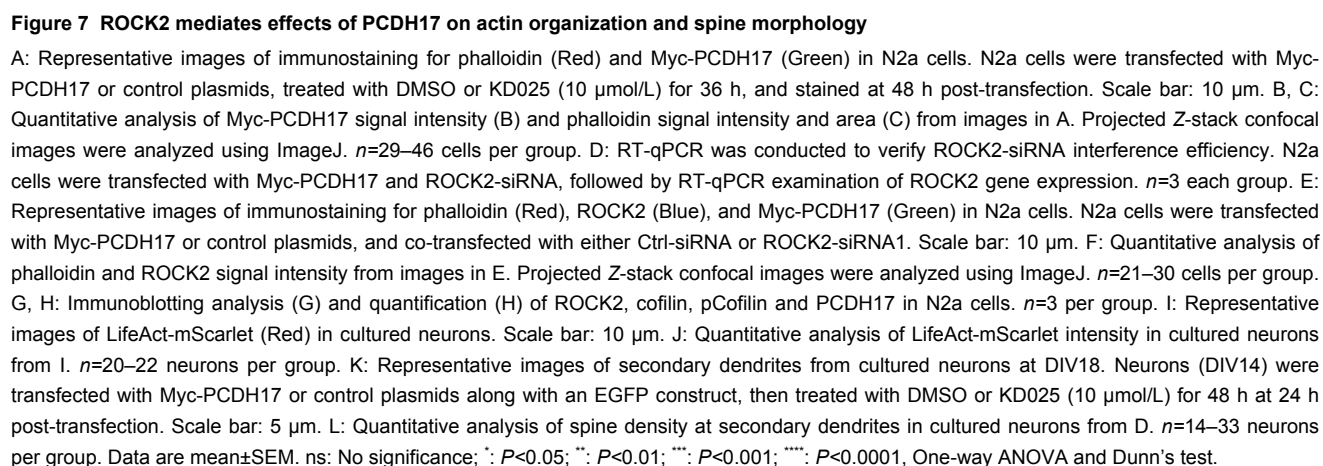 Figure 7 ROCK2 mediates effects of PCDH17 on actin organization and spine morphology
A: Representative images of immunostaining for phalloidin (Red) and Myc-PCDH17 (Green) in N2a cells. N2a cells were transfected with Myc-
PCDH17 or control plasmids, treated with DMSO or KD025 (10 μmol/L) for 36 h, and stained at 48 h post-transfection. Scale bar: 10 μm. B, C:
Quantitative analysis of Myc-PCDH17 signal intensity (B) and phalloidin signal intensity and area (C) from images in A. Projected Z-stack confocal
images were analyzed using ImageJ. n=29–46 cells per group. D: RT-qPCR was conducted to verify ROCK2-siRNA interference efficiency. N2a
cells were transfected with Myc-PCDH17 and ROCK2-siRNA, followed by RT-qPCR examination of ROCK2 gene expression. n=3 each group. E:
Representative images of immunostaining for phalloidin (Red), ROCK2 (Blue), and Myc-PCDH17 (Green) in N2a cells. N2a cells were transfected
with Myc-PCDH17 or control plasmids, and co-transfected with either Ctrl-siRNA or ROCK2-siRNA1. Scale bar: 10 μm. F: Quantitative analysis of
phalloidin and ROCK2 signal intensity from images in E. Projected Z-stack confocal images were analyzed using ImageJ. n=21–30 cells per group.
G, H: Immunoblotting analysis (G) and quantification (H) of ROCK2, cofilin, pCofilin and PCDH17 in N2a cells. n=3 per group. I: Representative
images of LifeAct-mScarlet (Red) in cultured neurons. Scale bar: 10 μm. J: Quantitative analysis of LifeAct-mScarlet intensity in cultured neurons
from I. n=20–22 neurons per group. K: Representative images of secondary dendrites from cultured neurons at DIV18. Neurons (DIV14) were
transfected with Myc-PCDH17 or control plasmids along with an EGFP construct, then treated with DMSO or KD025 (10 μmol/L) for 48 h at 24 h
post-transfection. Scale bar: 5 μm. L: Quantitative analysis of spine density at secondary dendrites in cultured neurons from D. n=14–33 neurons
per group. Data are mean±SEM. ns: No significance; *: P<0.05; **: P<0.01; ***: P<0.001; ****: P<0.0001, One-way ANOVA and Dunn's test.